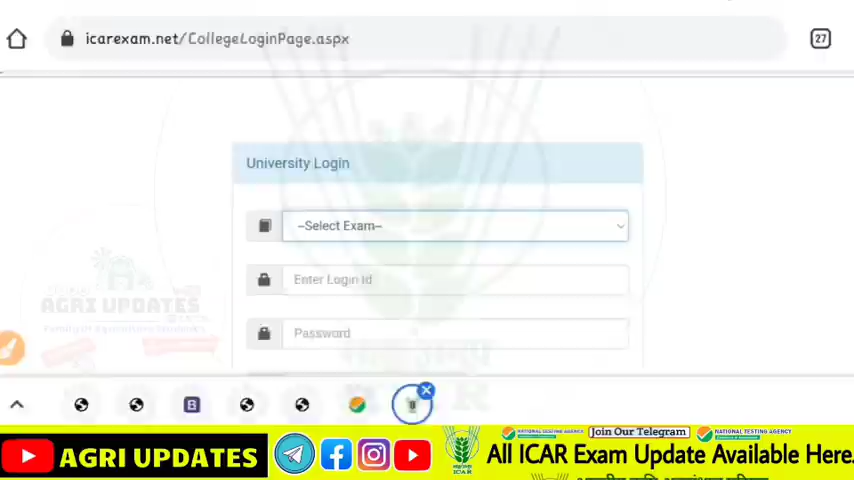 icarexam.net/CollegeLoginPage.aspx
27
University Login
--Select Exam--
Enter Login Id
Password
AGRI UPDATES
B
AGRI UPDATES
NATIONAL TESTING AGENCY
Join Our Telegram
NATIONAL TESTING AGENCY
ICAR
All ICAR Exam Update Available Here.